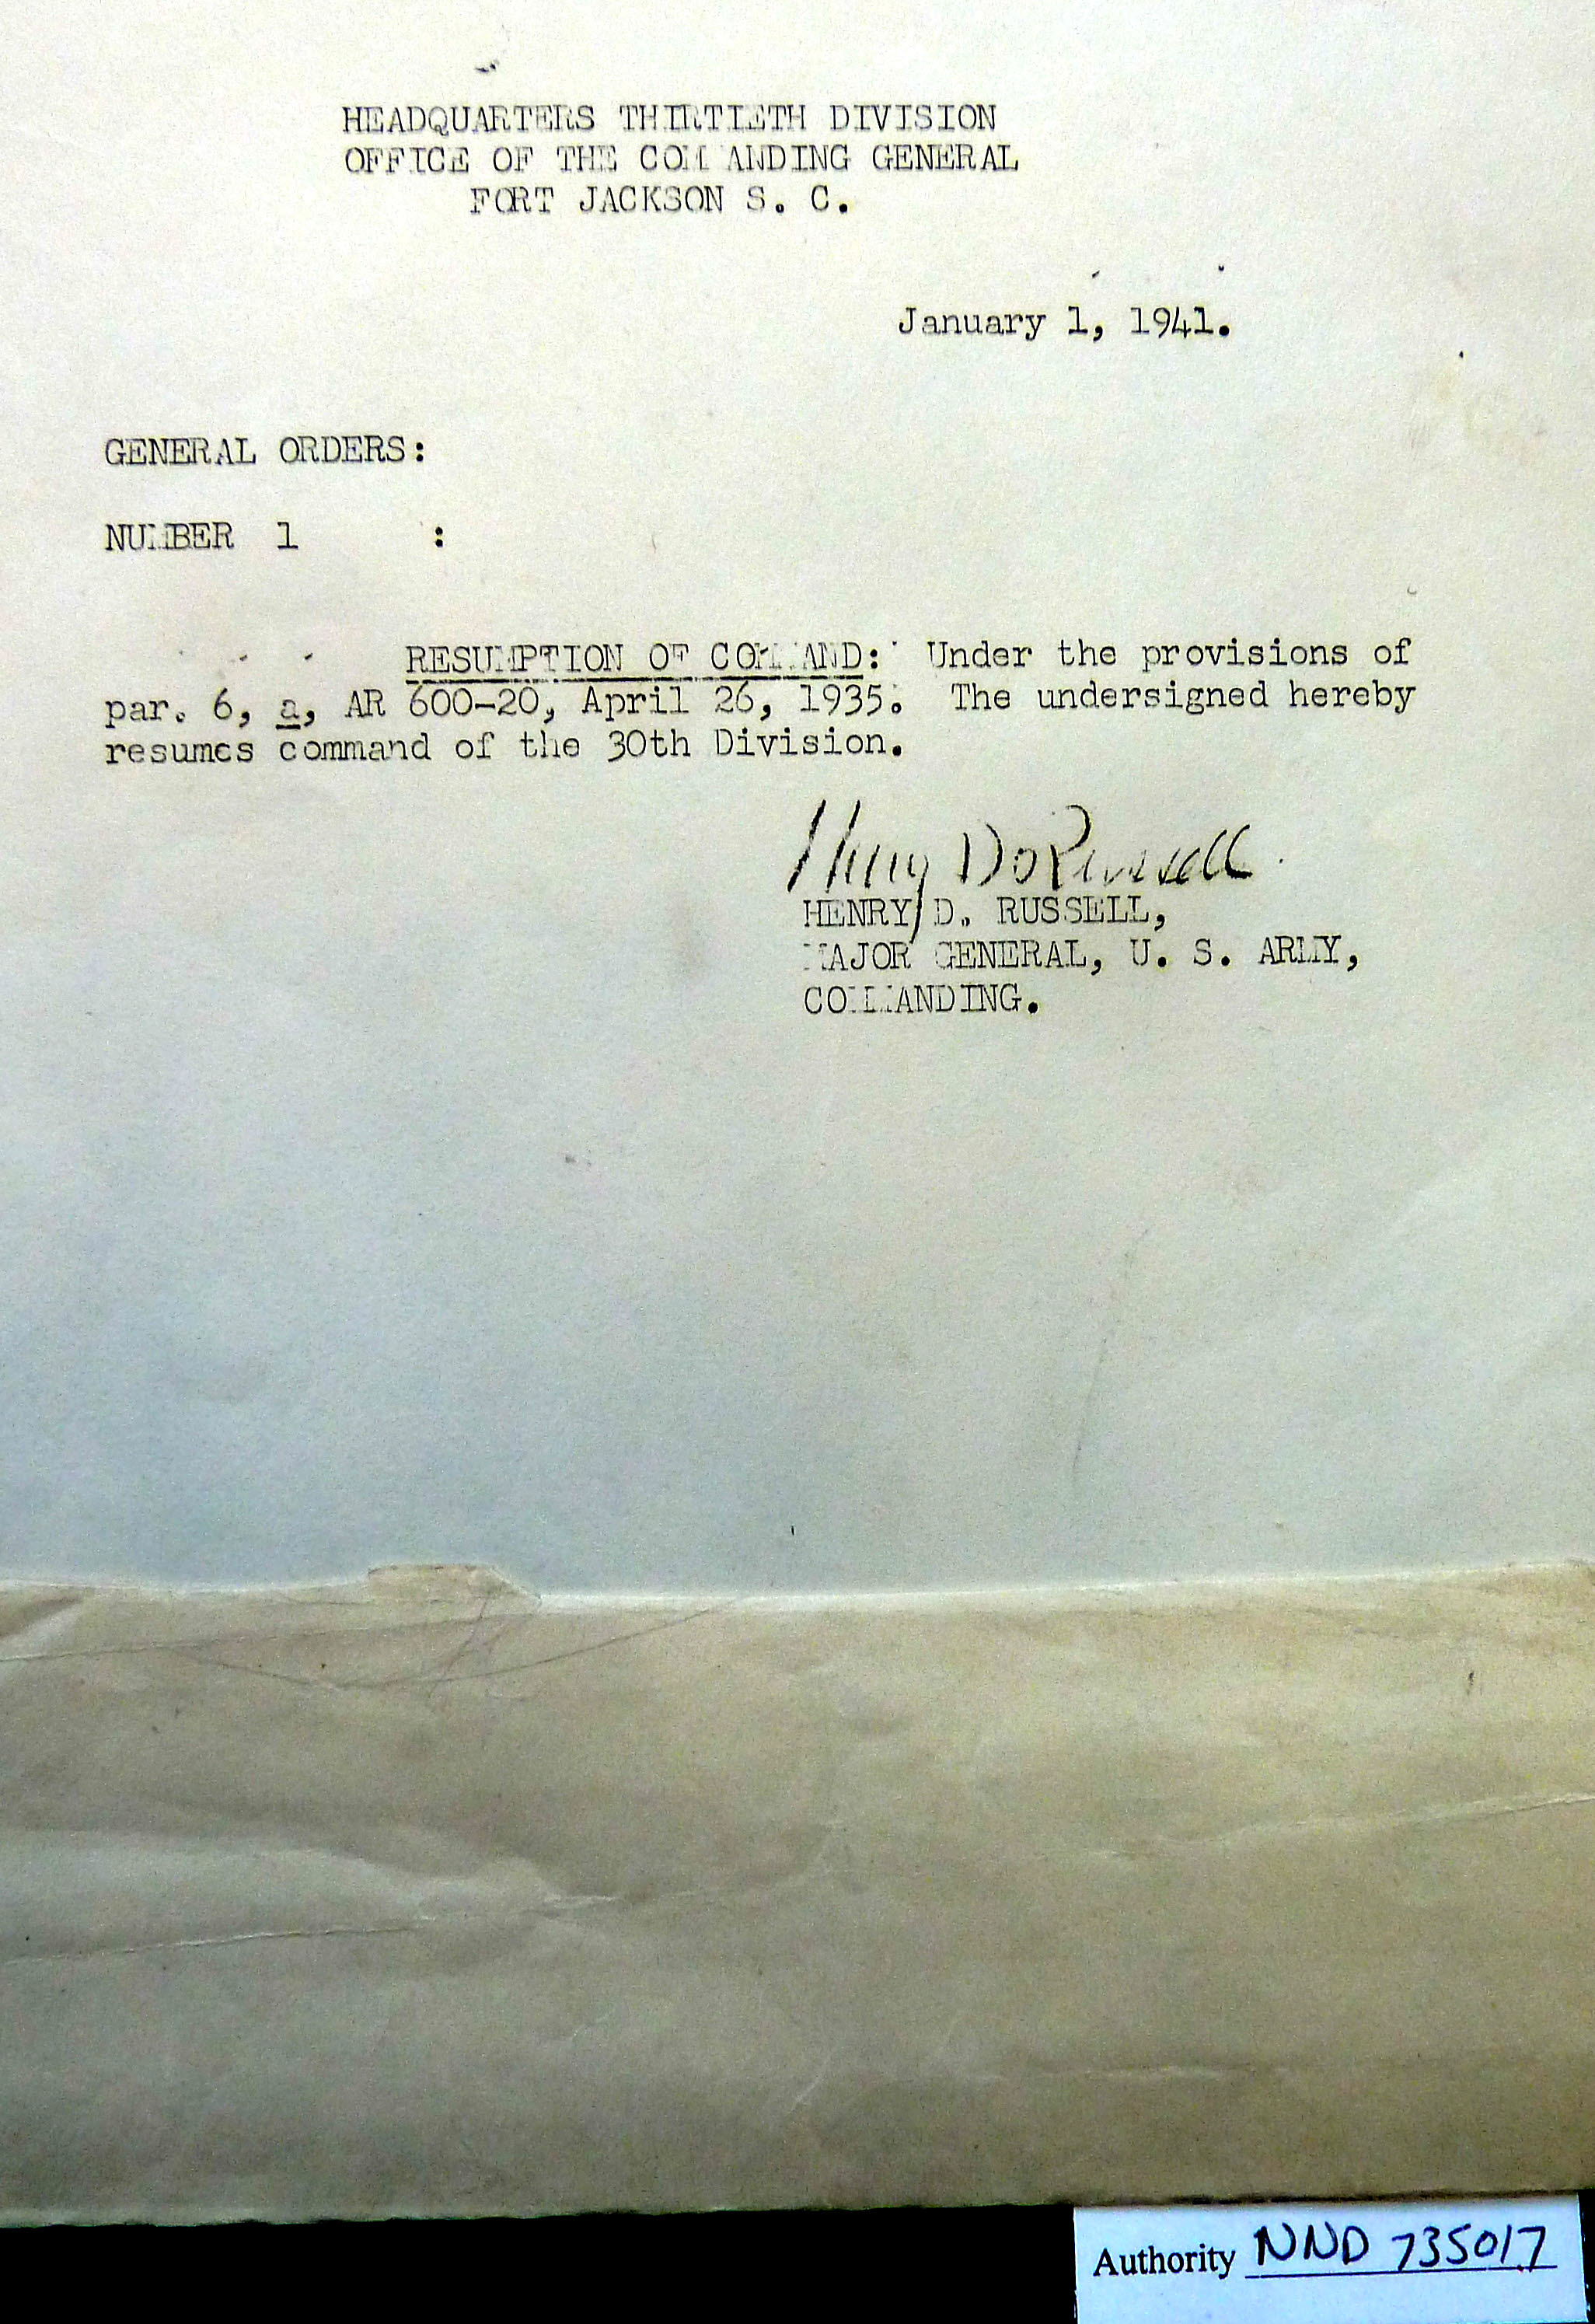 HEADQUARTERS THIRTIETH DIVISION
OFFICE OF THE COMMANDING GENERAL
FORT JACKSON S. C.
January 1, 1941.
GENERAL ORDERS:
NUMBER 1 :
RESUMPTION OF COMMAND: Under the provisions of
par. 6, a, AR 600-20, April 26, 1935. The undersigned hereby
resumes command of the 30th Division.
Henry D. Russell
HENRY D. RUSSELL,
MAJOR GENERAL, U. S. ARMY,
COMMANDING.
Authority NND 735017